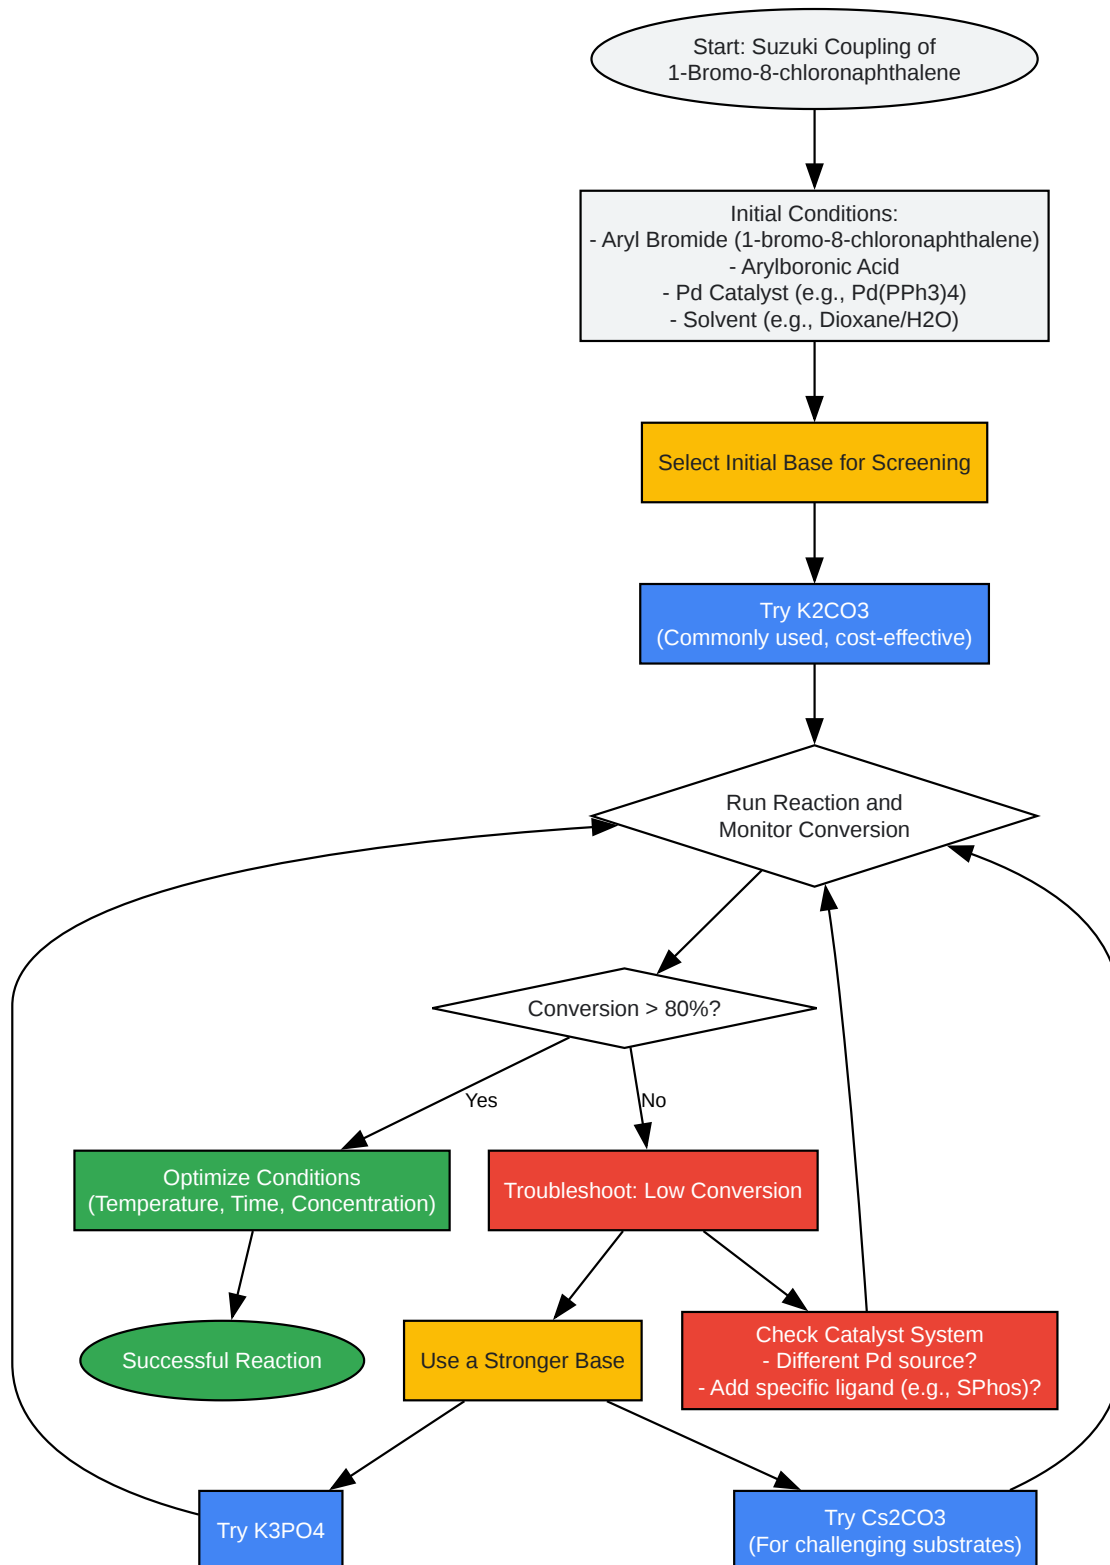 Start: Suzuki Coupling of
1-Bromo-8-chloronaphthalene
Initial Conditions:
- Aryl Bromide (1-bromo-8-chloronaphthalene)
- Arylboronic Acid
- Pd Catalyst (e.g., Pd(PPh3)4)
- Solvent (e.g., Dioxane/H2O)
Select Initial Base for Screening
Try K2CO3
(Commonly used, cost-effective)
Run Reaction and
Monitor Conversion
Conversion > 80%?
Yes
No
Optimize Conditions
(Temperature, Time, Concentration)
Troubleshoot: Low Conversion
Successful Reaction
Use a Stronger Base
Check Catalyst System
- Different Pd source?
- Add specific ligand (e.g., SPhos)?
Try K3PO4
Try Cs2CO3
(For challenging substrates)